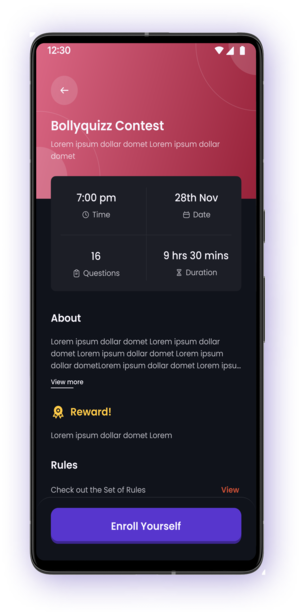 12:30
Bollyquizz Contest
Lorem ipsum dollar domet Lorem ipsum dollar
domet
7:00 pm
28th Nov
Time
Date
16
9 hrs 30 mins
Questions
Duration
About
Lorem ipsum dollar domet Lorem ipsum dollar
domet Lorem ipsum dollar domet Lorem ipsum
dollar dometLorem ipsum dollar domet Lorem ipsu...
View more
Reward!
Lorem ipsum dollar domet Lorem
Rules
Check out the Set of Rules
View
Enroll Yourself